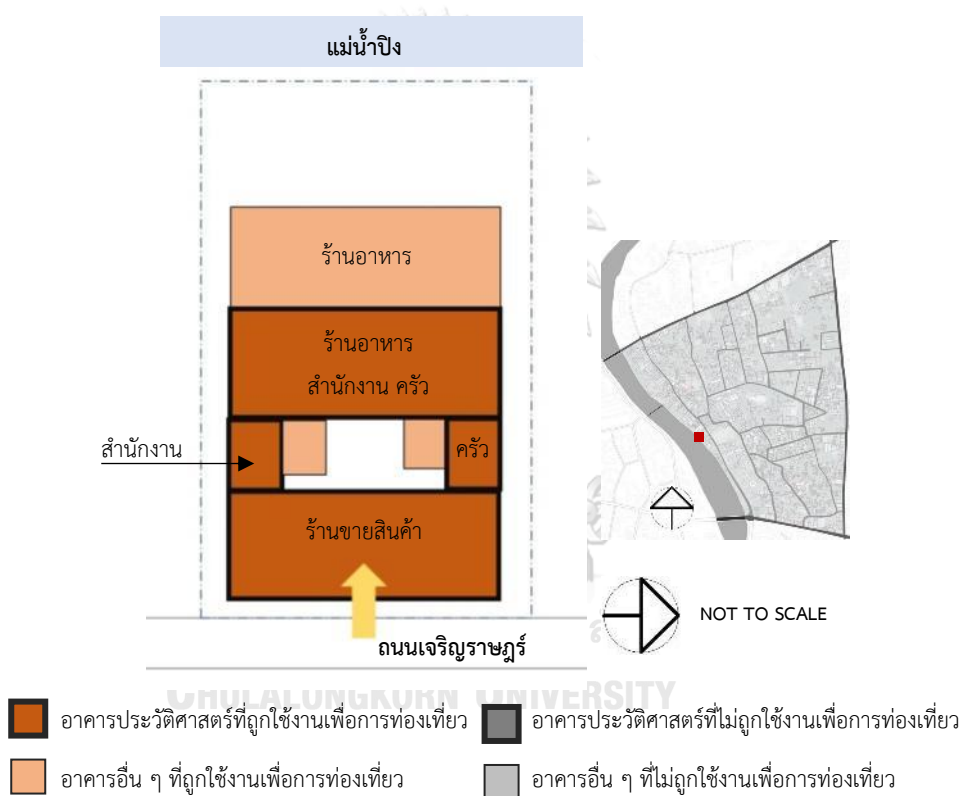 แม่น้ำปิง
ร้านอาหาร
ร้านอาหาร
สำนักงาน ครัว
สำนักงาน
ครัว
ร้านขายสินค้า
ถนนเจริญราษฎร์
NOT TO SCALE
CHULALONGKORN UNIVERSITY
อาคารประวัติศาสตร์ที่ถูกใช้งานเพื่อการท่องเที่ยว
อาคารประวัติศาสตร์ที่ไม่ถูกใช้งานเพื่อการท่องเที่ยว
อาคารอื่น ๆ ที่ถูกใช้งานเพื่อการท่องเที่ยว
อาคารอื่น ๆ ที่ไม่ถูกใช้งานเพื่อการท่องเที่ยว